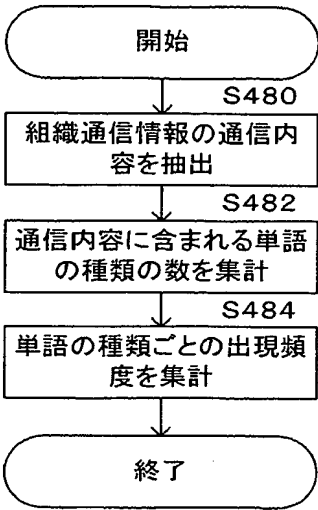 開始
S480
組織通信情報の通信内
容を抽出
S482
通信内容に含まれる単語
の種類の数を集計
S484
単語の種類ごとの出現頻
度を集計
終了